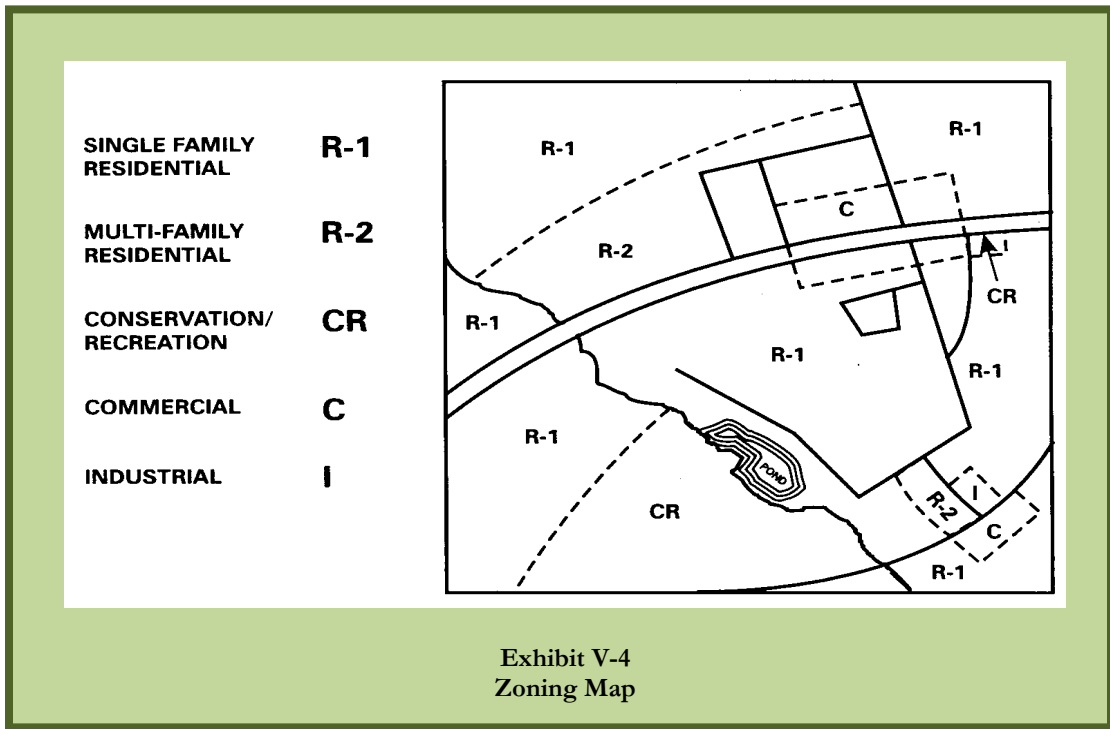 SINGLE FAMILY
RESIDENTIAL
R-1
MULTI-FAMILY
RESIDENTIAL
R-2
CONSERVATION/
RECREATION
CR
COMMERCIAL
C
INDUSTRIAL
I
R-1
R-1
C
R-2
I
CR
R-1
R-1
R-1
R-1
POND
CR
R-2
I
C
R-1
Exhibit V-4
Zoning Map